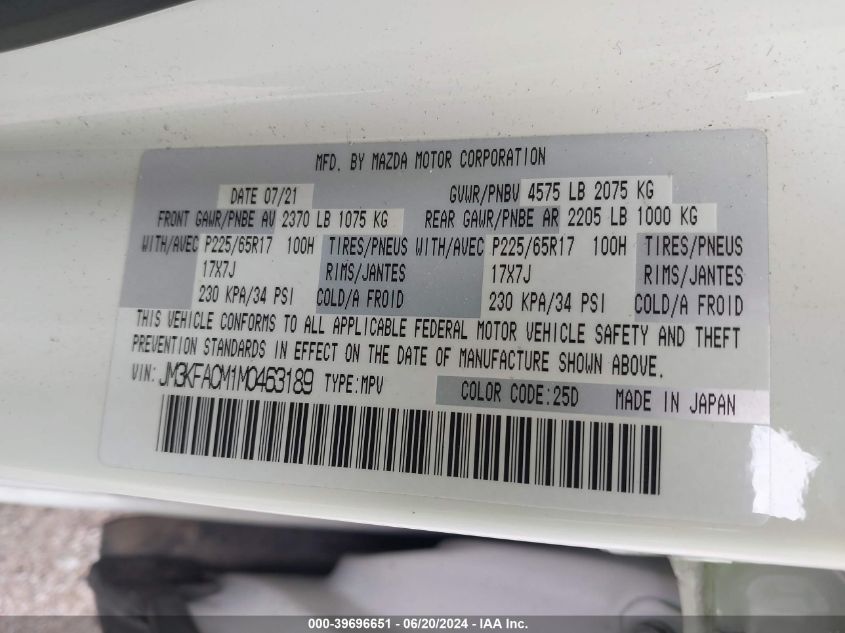 MFD. BY MAZDA MOTOR CORPORATION
DATE 07/21 GVWR/PNBV 4575 LB 2075 KG
FRONT GAWR/PNBE AV 2370 LB 1075 KG REAR GAWR/PNBE AR 2205 LB 1000 KG
WITH/AVEC P225/65R17 100H TIRES/PNEUS WITH/AVEC P225/65R17 100H TIRES/PNEUS
17X7J RIMS/JANTES 17X7J RIMS/JANTES
230 KPA/34 PSI COLD/A FROID 230 KPA/34 PSI COLD/A FROID
THIS VEHICLE CONFORMS TO ALL APPLICABLE FEDERAL MOTOR VEHICLE SAFETY AND THEFT
PREVENTION STANDARDS IN EFFECT ON THE DATE OF MANUFACTURE SHOWN ABOVE.
VIN: JM3KFACM1M0463189 TYPE:MPV COLOR CODE:25D MADE IN JAPAN
000-39696651 - 06/20/2024 - IAA Inc.